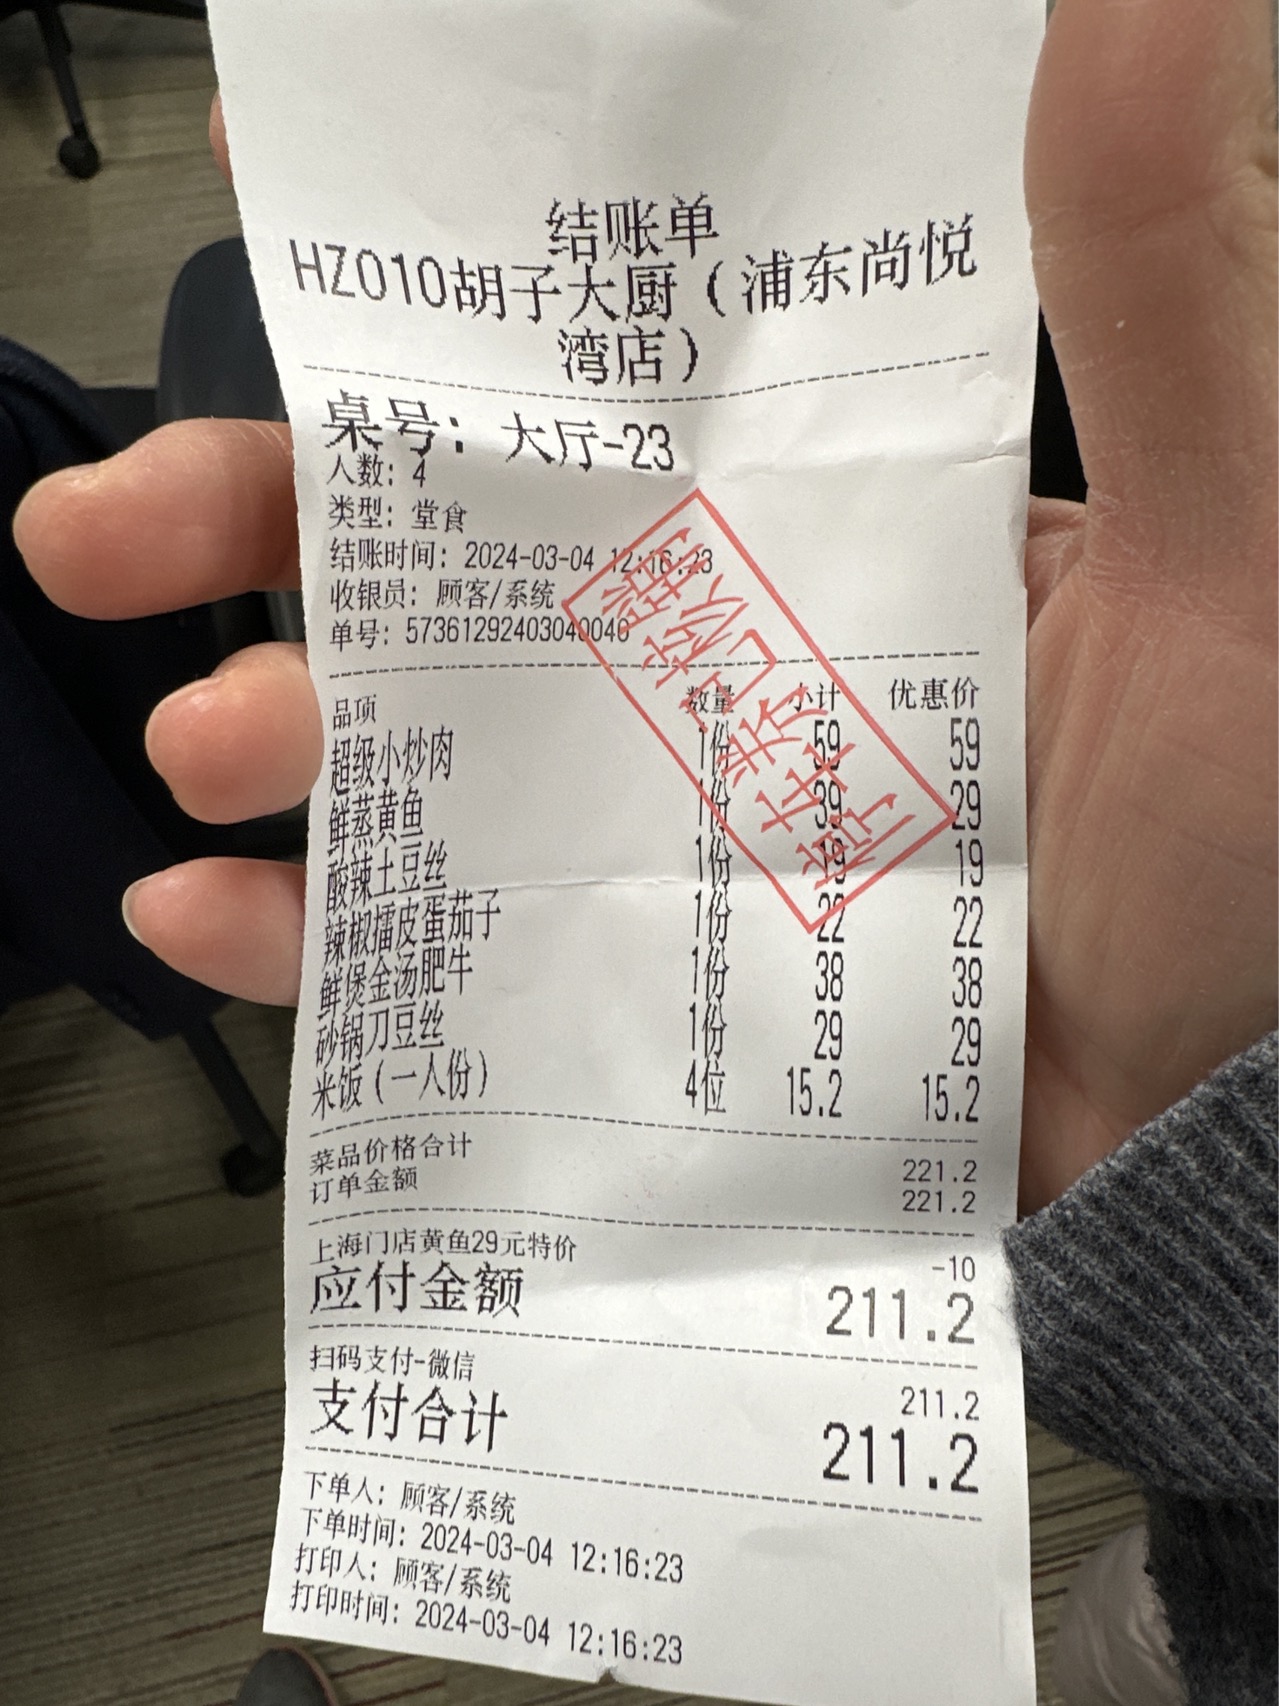 结账单
HZ010胡子大厨（浦东尚悦
湾店）
桌号：大厅-23
人数：4
类型：堂食
结账时间：2024-03-04 12:16:23
收银员：顾客/系统
单号：57361292403040040
品项 数量 小计 优惠价
超级小炒肉 1份 59 59
鲜蒸黄鱼 1份 39 29
酸辣土豆丝 1份 19 19
辣椒擂皮蛋茄子 1份 22 22
鲜煲金汤肥牛 1份 38 38
砂锅刀豆丝 1份 29 29
米饭（一人份） 4位 15.2 15.2
菜品价格合计 221.2
订单金额 221.2
上海门店黄鱼29元特价 -10
应付金额 211.2
扫码支付-微信 211.2
支付合计 211.2
下单人：顾客/系统
下单时间：2024-03-04 12:16:23
打印人：顾客/系统
打印时间：2024-03-04 12:16:23